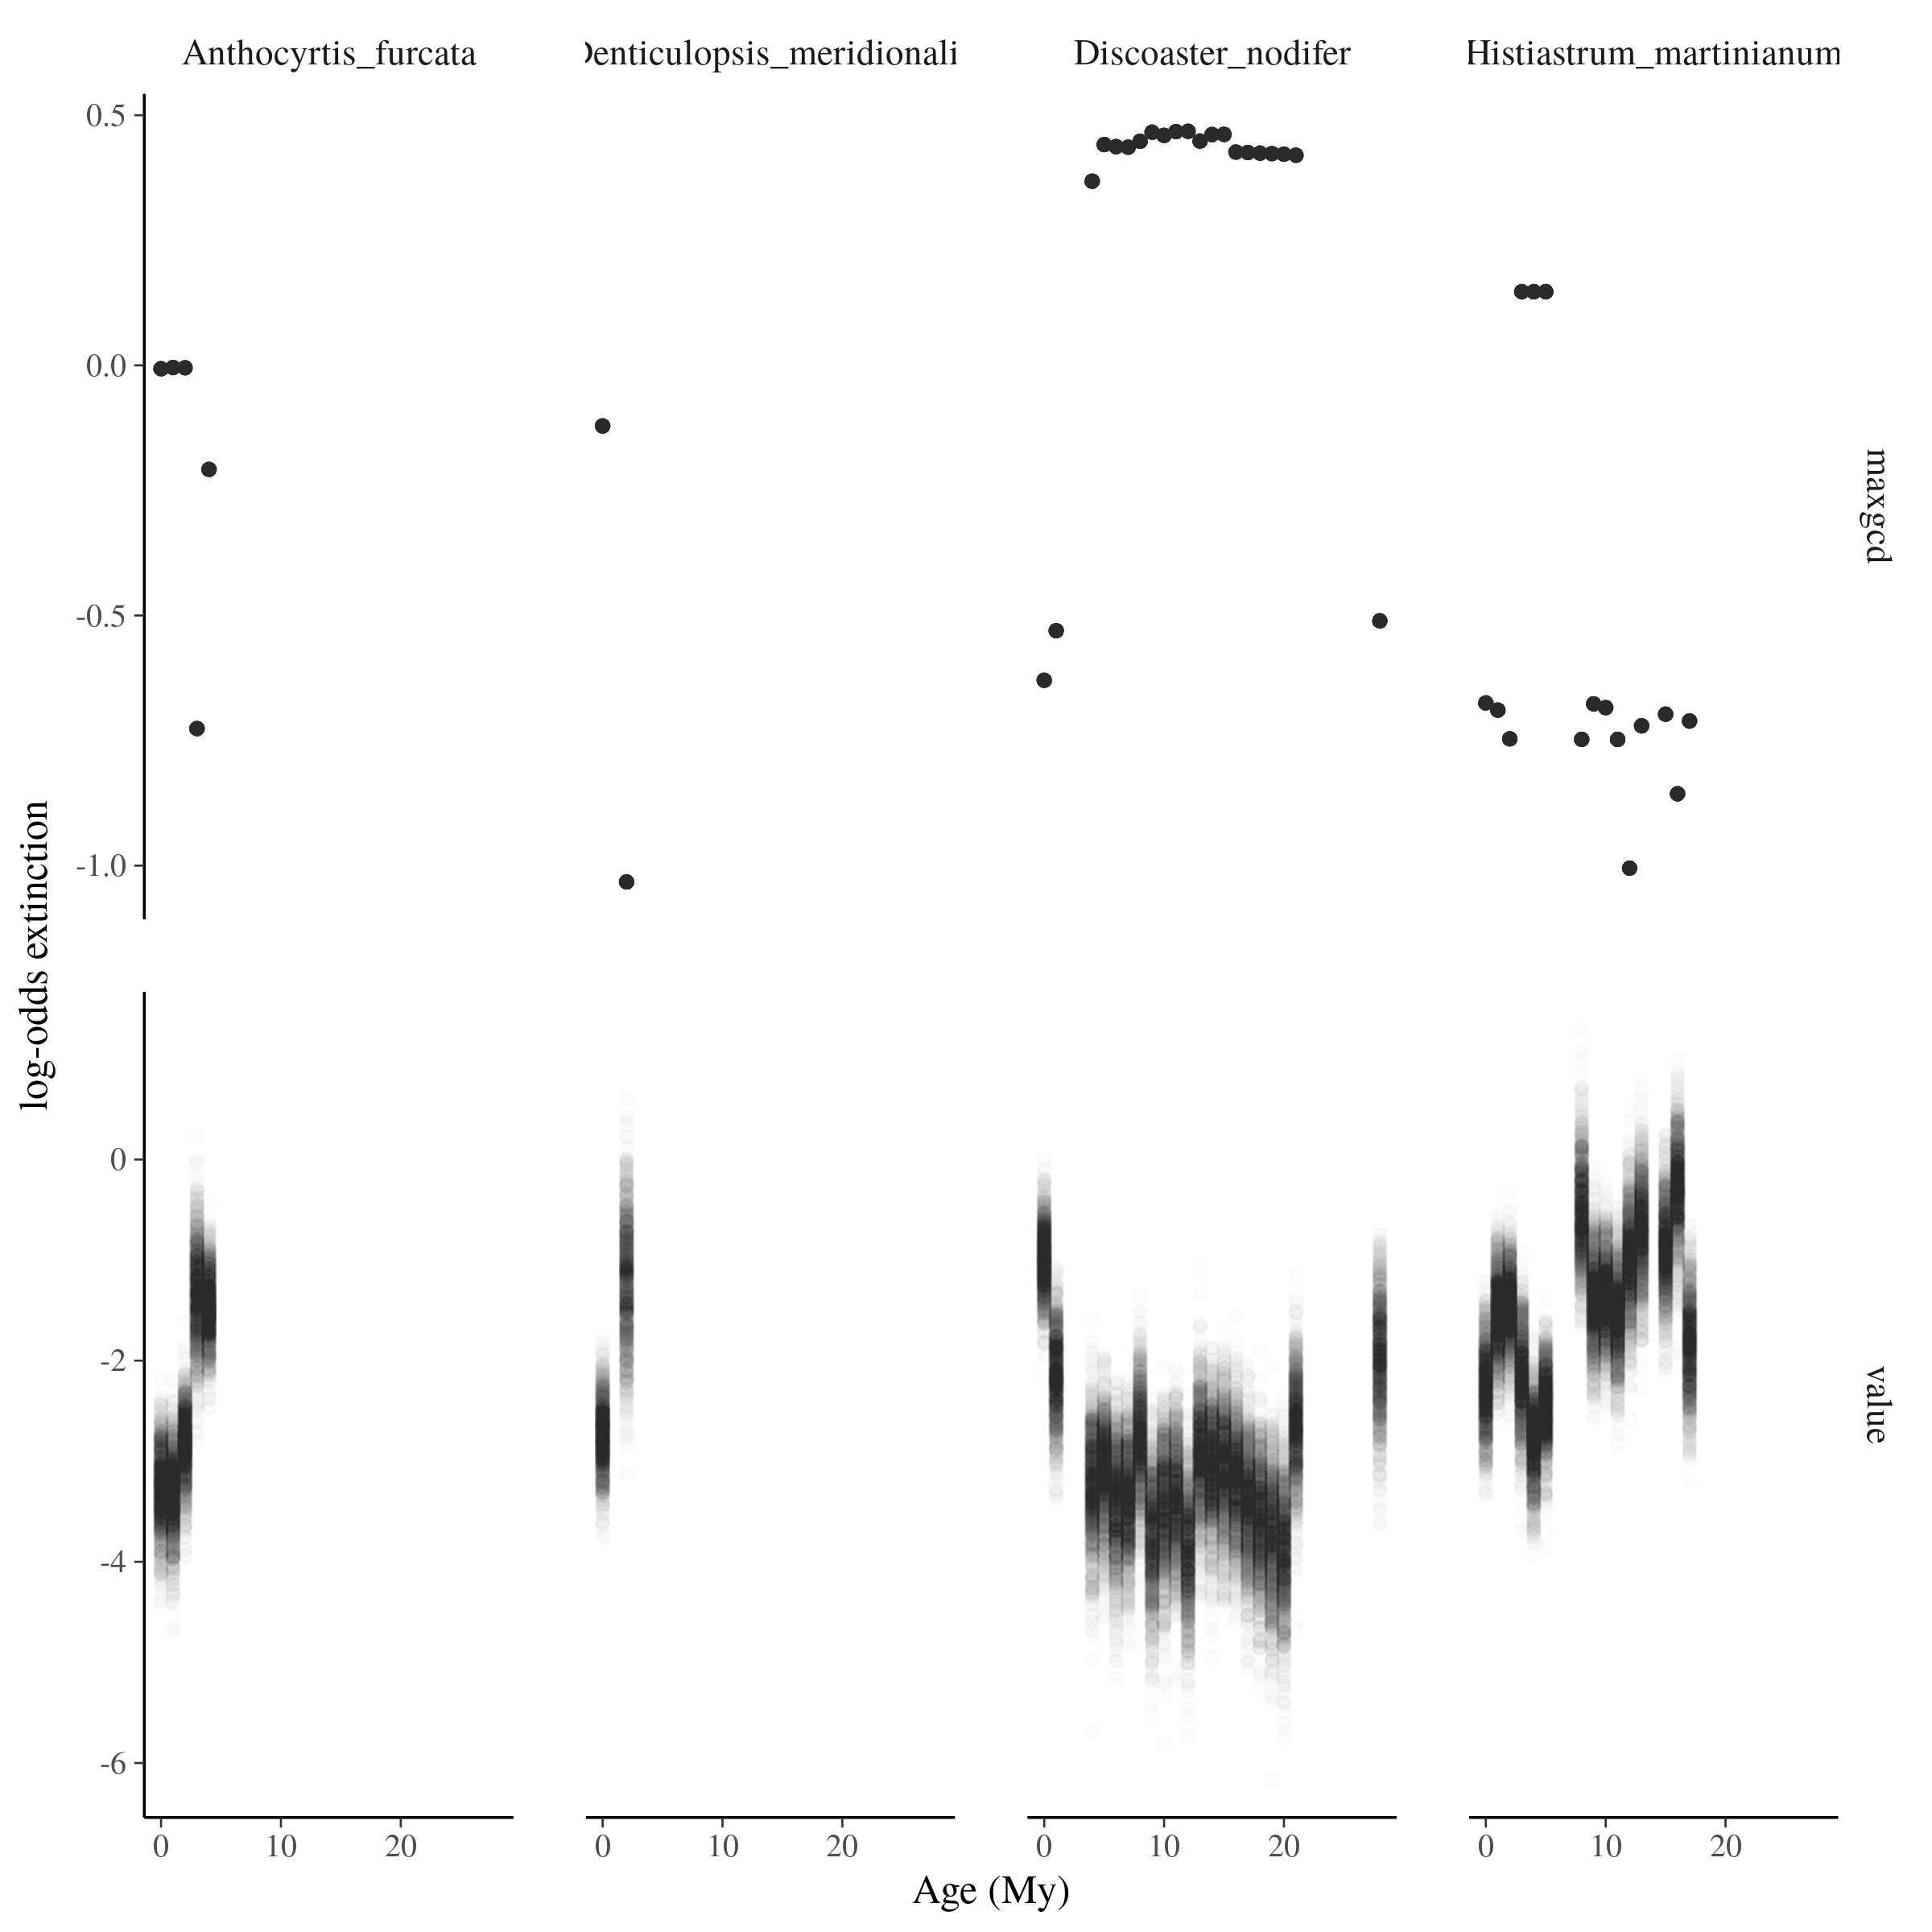 Anthocyrtis_furcata
enticulopsis_meridionali
Discoaster_nodifer
Histiastrum_martinianum
0.5
0.0
-0.5
-1.0
maxgcd
log-odds extinction
0
-2
-4
-6
value
0 10 20 0 10 20 0 10 20 0 10 20
Age (My)